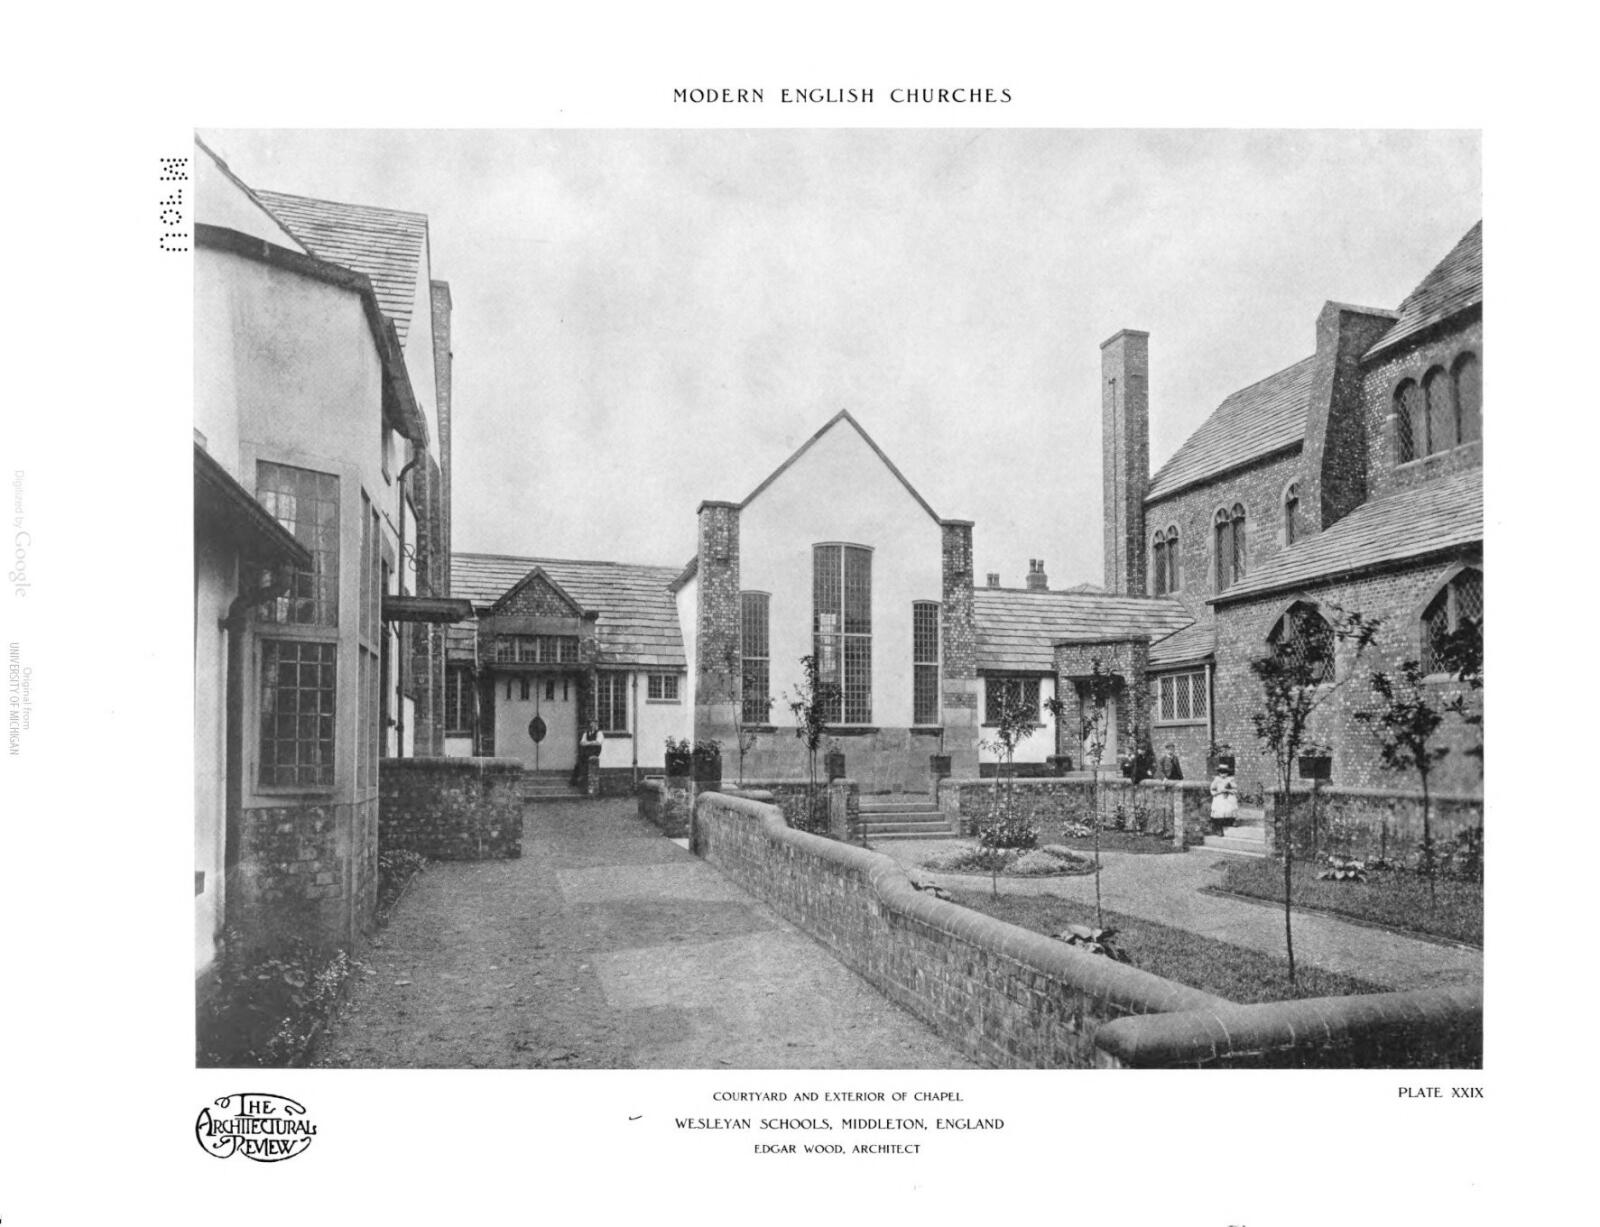 MODERN ENGLISH CHURCHES
M 70 U
Digitized by Google
Original from
UNIVERSITY OF MICHIGAN
COURTYARD AND EXTERIOR OF CHAPEL
PLATE XXIX
WESLEYAN SCHOOLS, MIDDLETON, ENGLAND
EDGAR WOOD, ARCHITECT
THE
ARCHITECTURAL
REVIEW